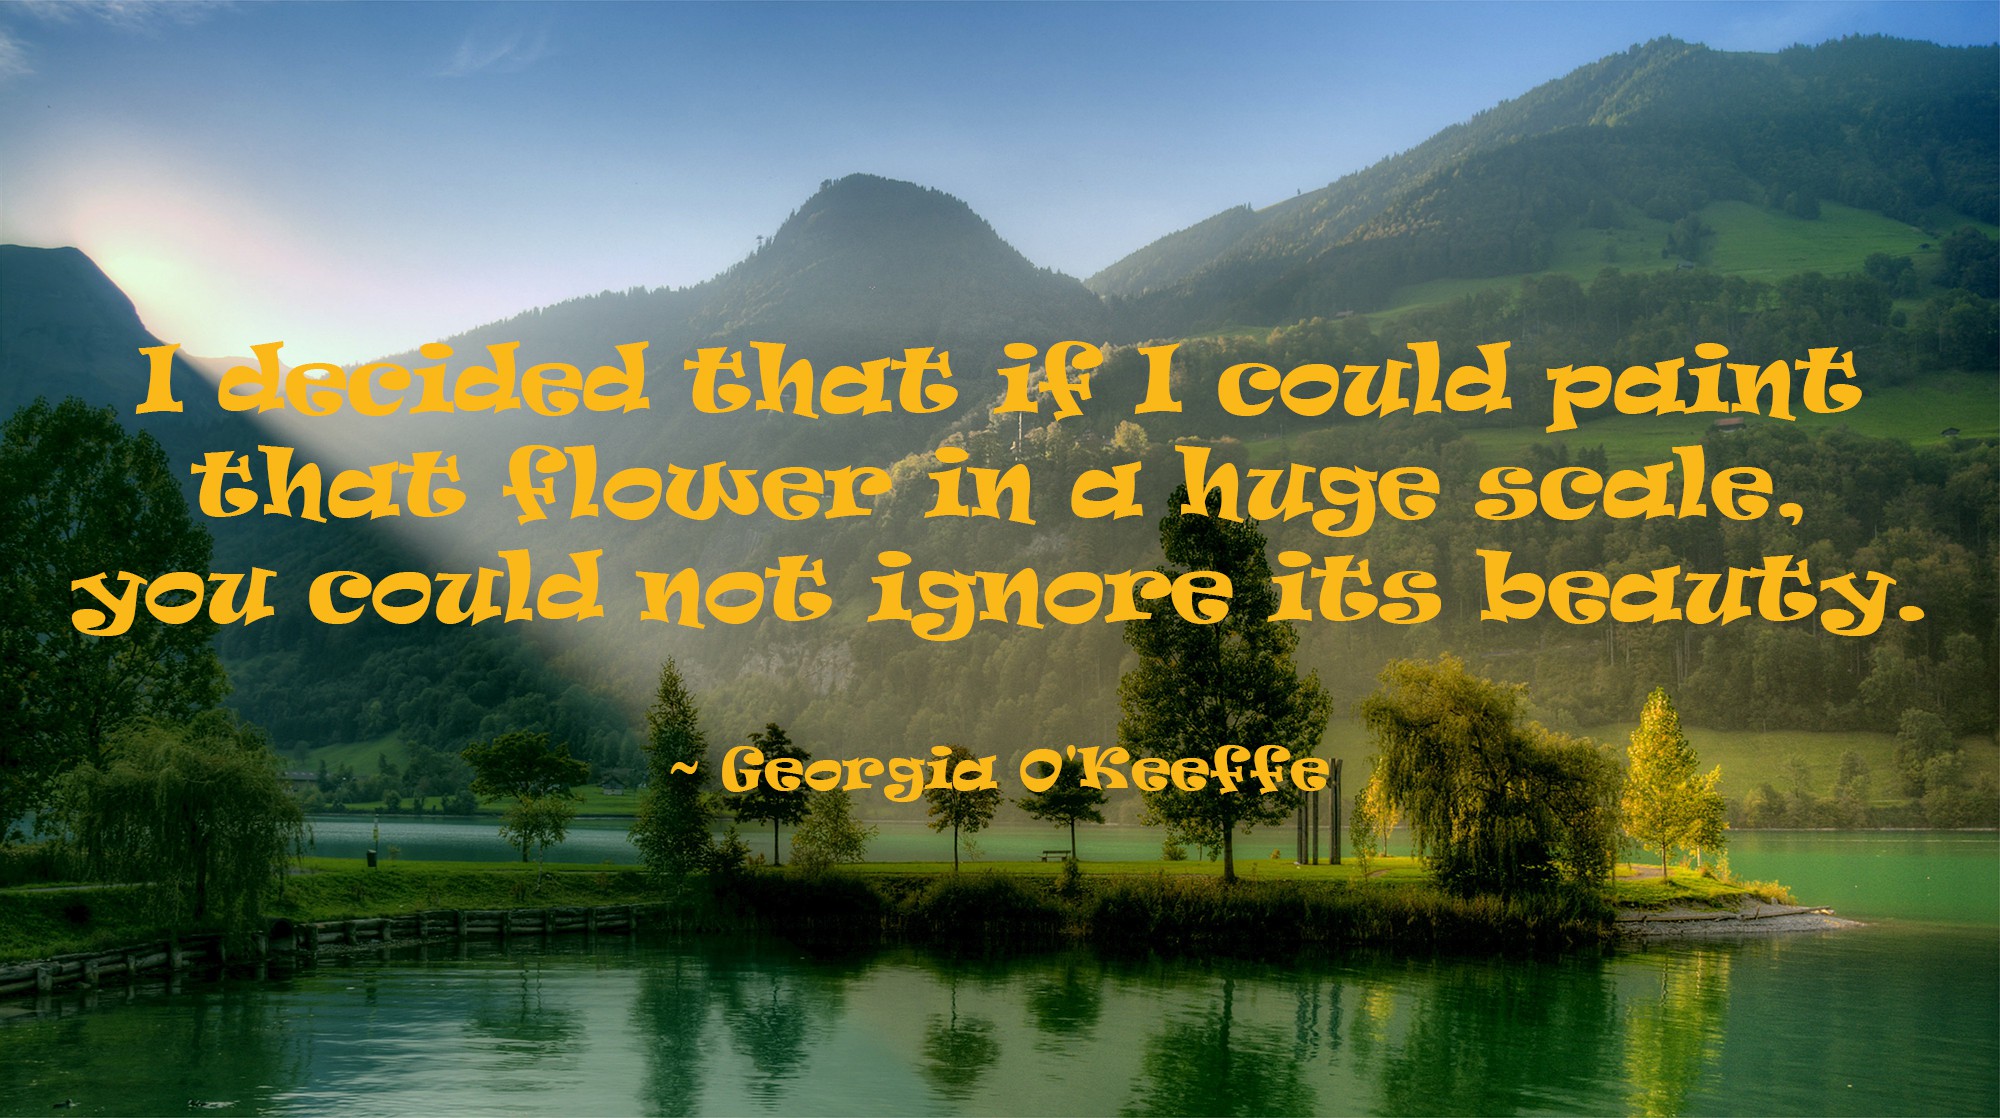 I decided that if I could paint
that flower in a huge scale,
you could not ignore its beauty.
~ Georgia O'Keeffe